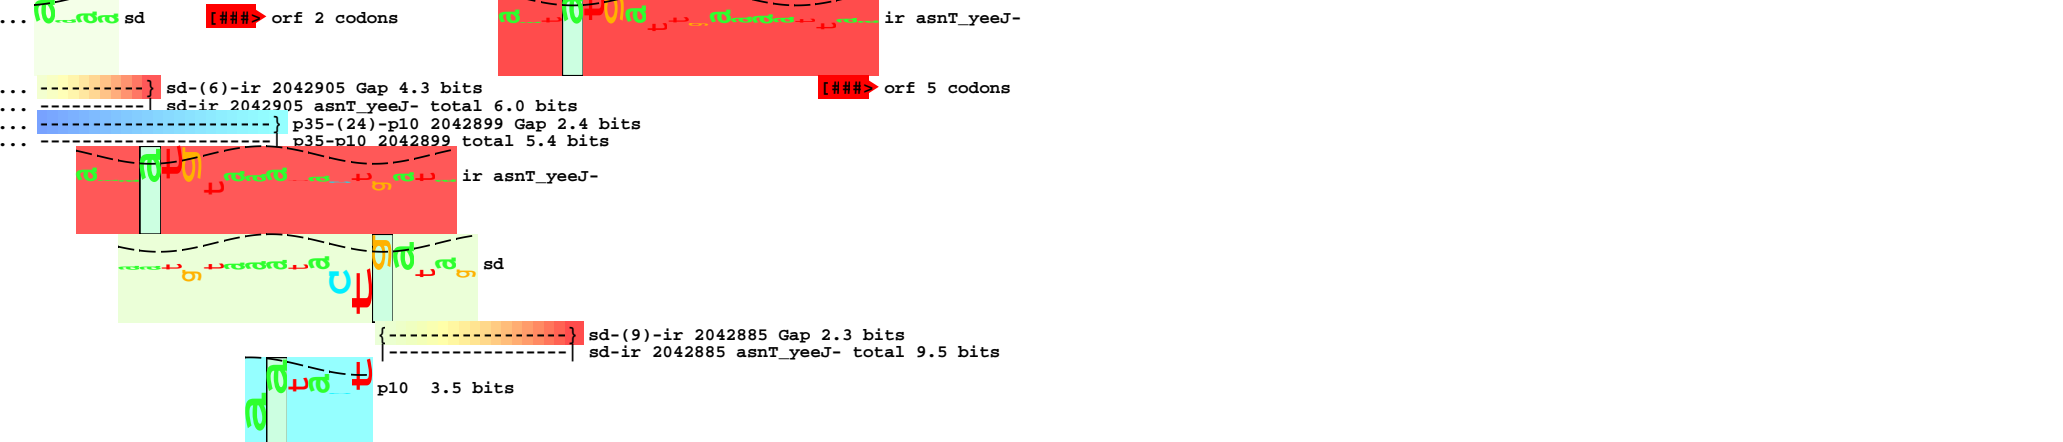 ... sd [###> orf 2 codons ir asnT_yeeJ-
... ----------} sd-(6)-ir 2042905 Gap 4.3 bits [###> orf 5 codons
... ----------| sd-ir 2042905 asnT_yeeJ- total 6.0 bits
... ----------------------} p35-(24)-p10 2042899 Gap 2.4 bits
... ----------------------| p35-p10 2042899 total 5.4 bits
ir asnT_yeeJ-
sd
{-----------------} sd-(9)-ir 2042885 Gap 2.3 bits
|-----------------| sd-ir 2042885 asnT_yeeJ- total 9.5 bits
p10 3.5 bits